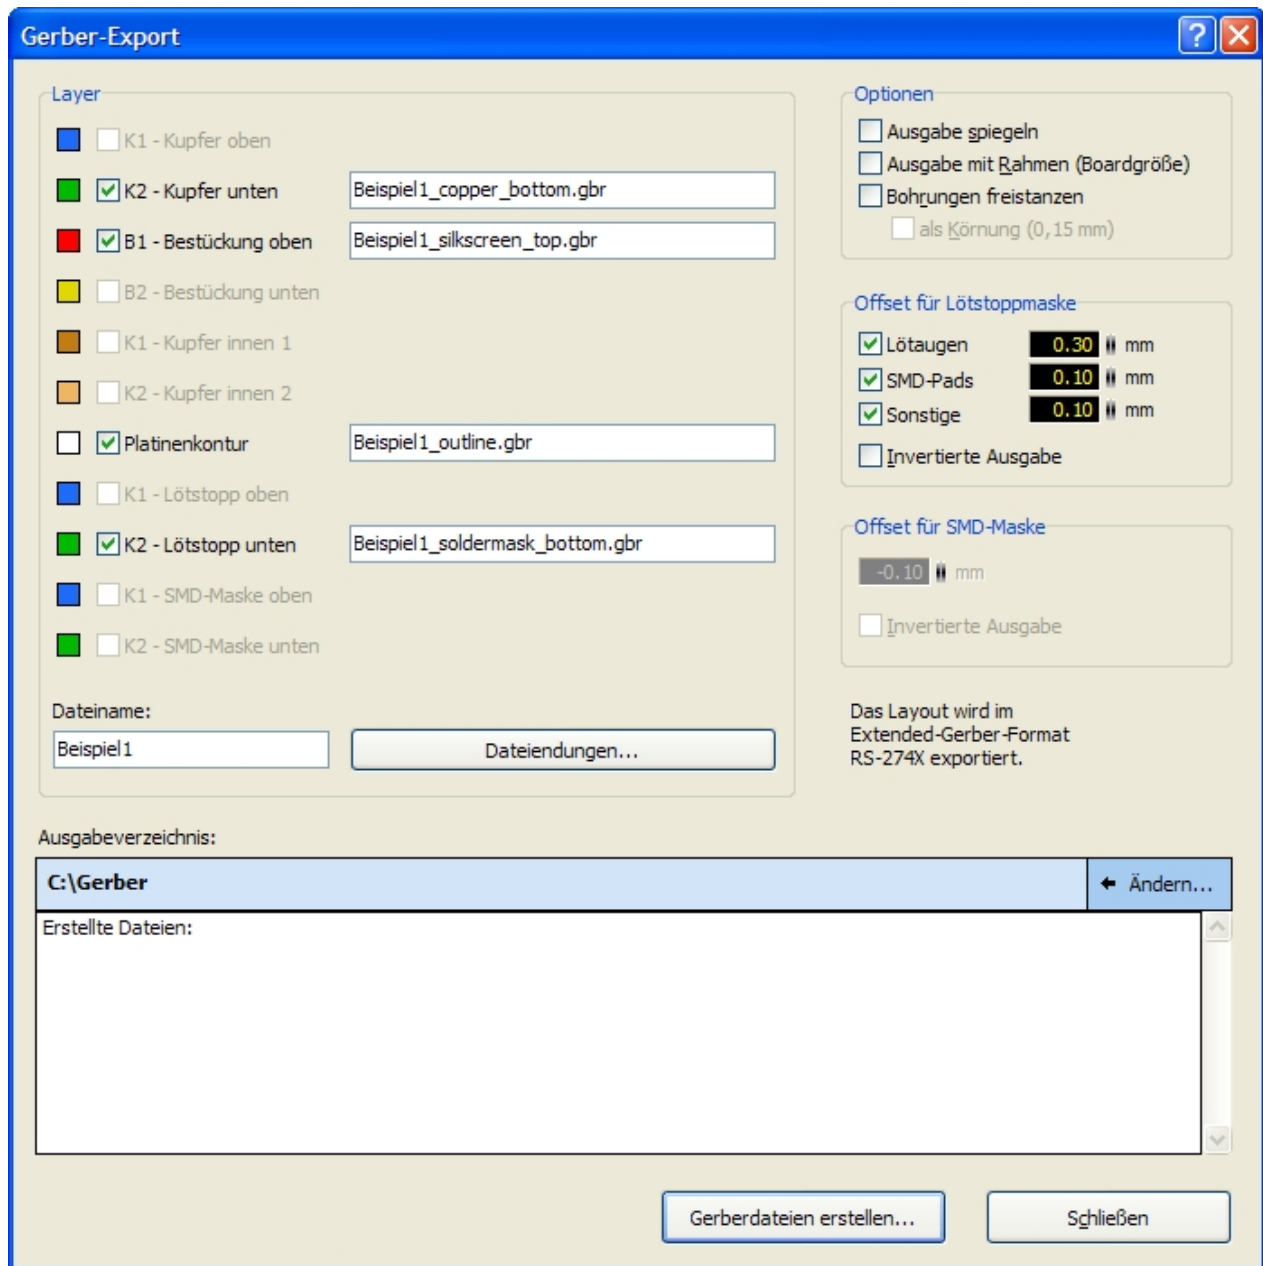 Gerber-Export
Layer
K1 - Kupfer oben
K2 - Kupfer unten
Beispiel1_copper_bottom.gbr
B1 - Bestückung oben
Beispiel1_silkscreen_top.gbr
B2 - Bestückung unten
K1 - Kupfer innen 1
K2 - Kupfer innen 2
Platinenkontur
Beispiel1_outline.gbr
K1 - Lötstopp oben
K2 - Lötstopp unten
Beispiel1_soldermask_bottom.gbr
K1 - SMD-Maske oben
K2 - SMD-Maske unten
Dateiname:
Beispiel1
Dateiendungen...
Optionen
Ausgabe spiegeln
Ausgabe mit Rahmen (Boardgröße)
Bohrungen freistanzen
als Körnung (0,15 mm)
Offset für Lötstoppmaske
Lötaugen 0.30 mm
SMD-Pads 0.10 mm
Sonstige 0.10 mm
Invertierte Ausgabe
Offset für SMD-Maske
-0.10 mm
Invertierte Ausgabe
Das Layout wird im
Extended-Gerber-Format
RS-274X exportiert.
Ausgabeverzeichnis:
C:\Gerber
Ändern...
Erstellte Dateien:
Gerberdateien erstellen...
Schließen